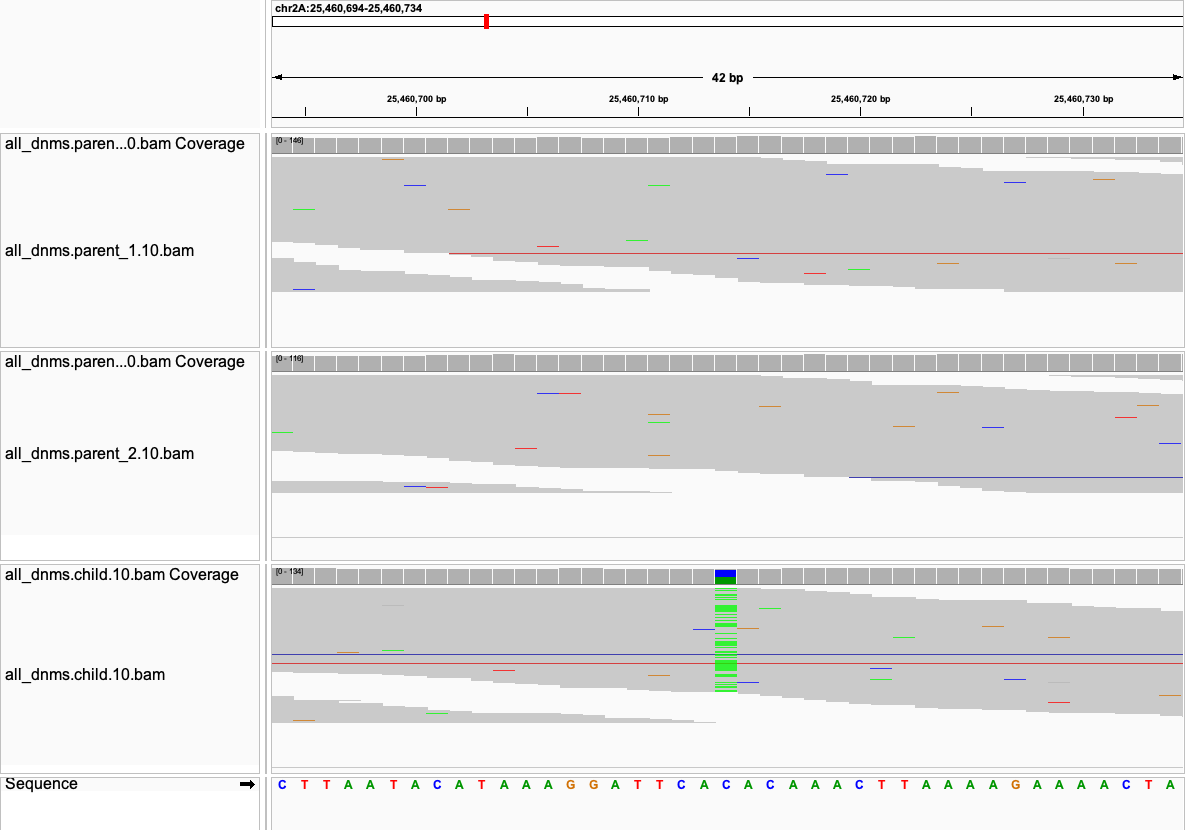 chr2A:25,460,694-25,460,734
42 bp
25,460,700 bp 25,460,710 bp 25,460,720 bp 25,460,730 bp
all_dnms.paren...0.bam Coverage [0 - 146]
all_dnms.parent_1.10.bam
all_dnms.paren...0.bam Coverage [0 - 116]
all_dnms.parent_2.10.bam
all_dnms.child.10.bam Coverage [0 - 134]
all_dnms.child.10.bam
Sequence C T T A A T A C A T A A A G G A T T C A C A C A A A C T T A A A A G A A A A C T A